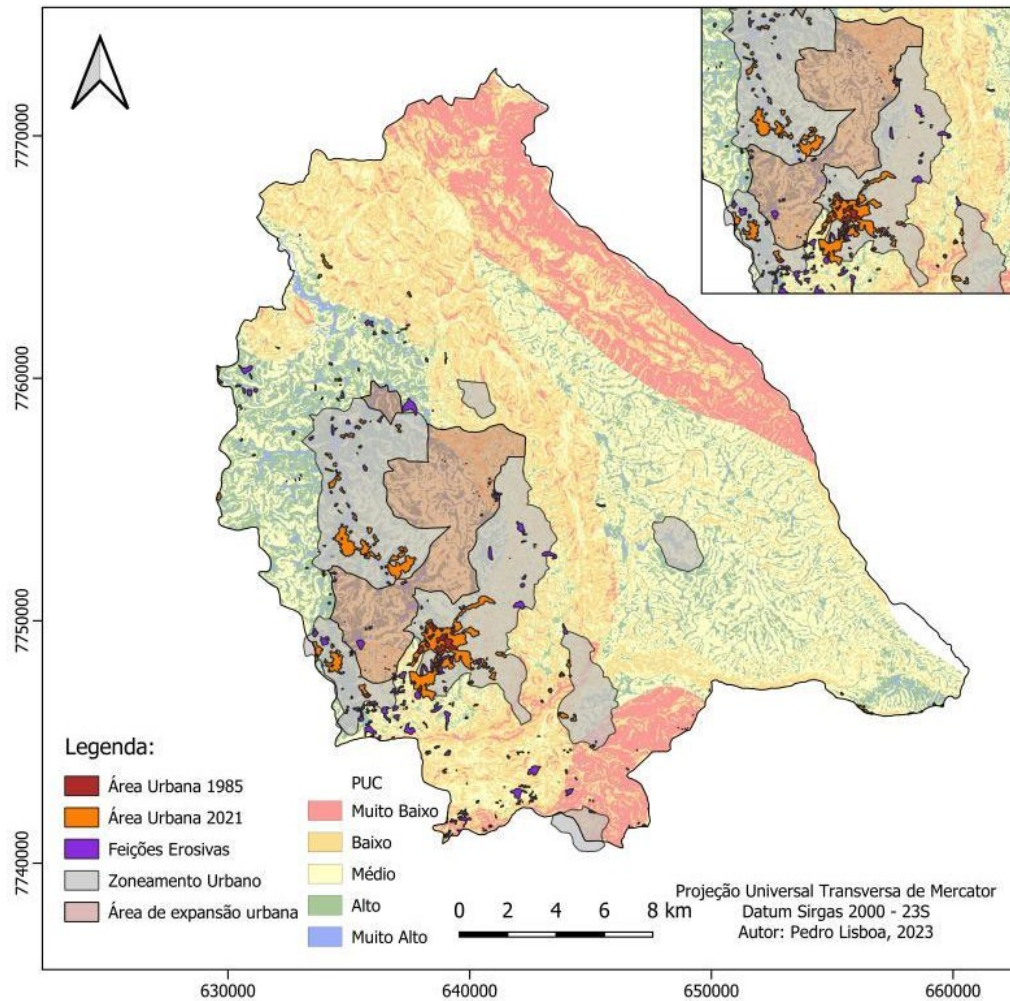 7770000
7760000
7750000
7740000
Legenda:
Área Urbana 1985
Área Urbana 2021
Feições Erosivas
Zoneamento Urbano
Área de expansão urbana
PUC
Muito Baixo
Baixo
Médio
Alto
Muito Alto
0 2 4 6 8 km
Projeção Universal Transversa de Mercator
Datum Sirgas 2000 - 23S
Autor: Pedro Lisboa, 2023
630000 640000 650000 660000